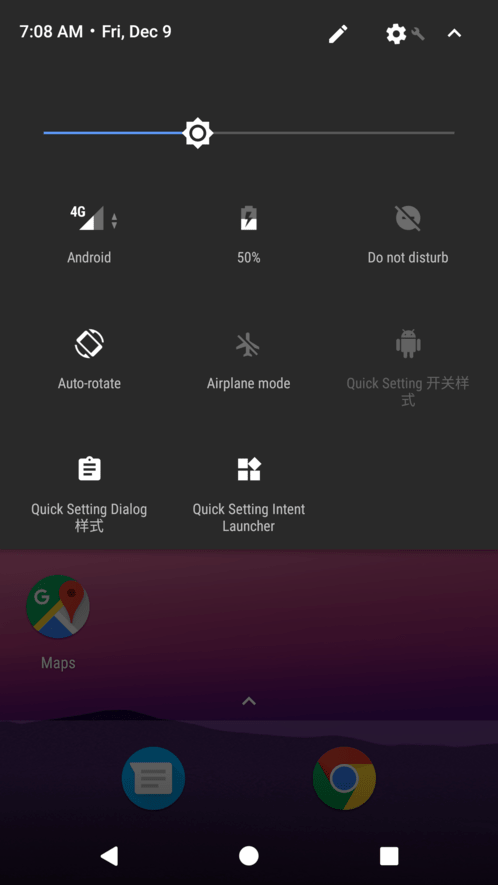 7:08 AM • Fri, Dec 9
4G
Android
50%
Do not disturb
Auto-rotate
Airplane mode
Quick Setting 开关样
式
Quick Setting Dialog
样式
Quick Setting Intent
Launcher
G
Maps